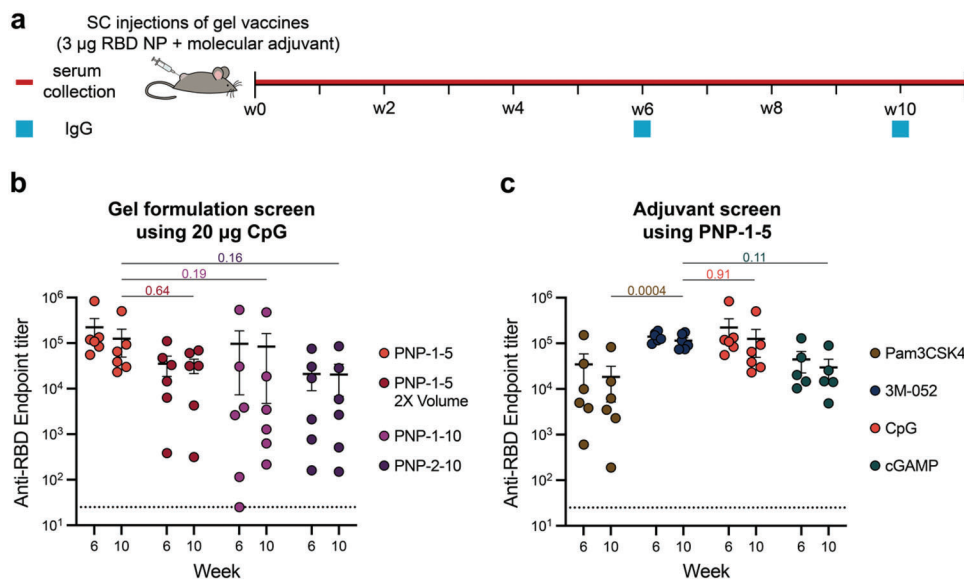 a
SC injections of gel vaccines
(3 µg RBD NP + molecular adjuvant)
serum
collection
IgG
w0
w2
w4
w6
w8
w10
b
Gel formulation screen
using 20 µg CpG
0.16
0.19
0.64
Anti-RBD Endpoint titer
10⁶
10⁵
10⁴
10³
10²
10¹
6 10 6 10 6 10 6 10
Week
PNP-1-5
PNP-1-5
2X Volume
PNP-1-10
PNP-2-10
c
Adjuvant screen
using PNP-1-5
0.11
0.91
0.0004
Anti-RBD Endpoint titer
10⁶
10⁵
10⁴
10³
10²
10¹
6 10 6 10 6 10 6 10
Week
Pam3CSK4
3M-052
CpG
cGAMP